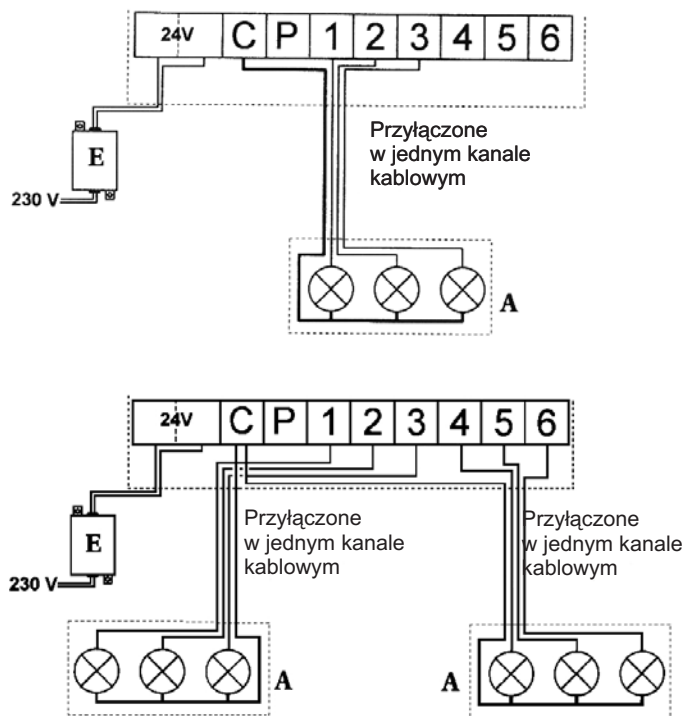 24V C P 1 2 3 4 5 6
E
230 V
Przyłączone
w jednym kanale
kablowym
A
24V C P 1 2 3 4 5 6
E
230 V
Przyłączone
w jednym kanale
kablowym
Przyłączone
w jednym kanale
kablowym
A
A